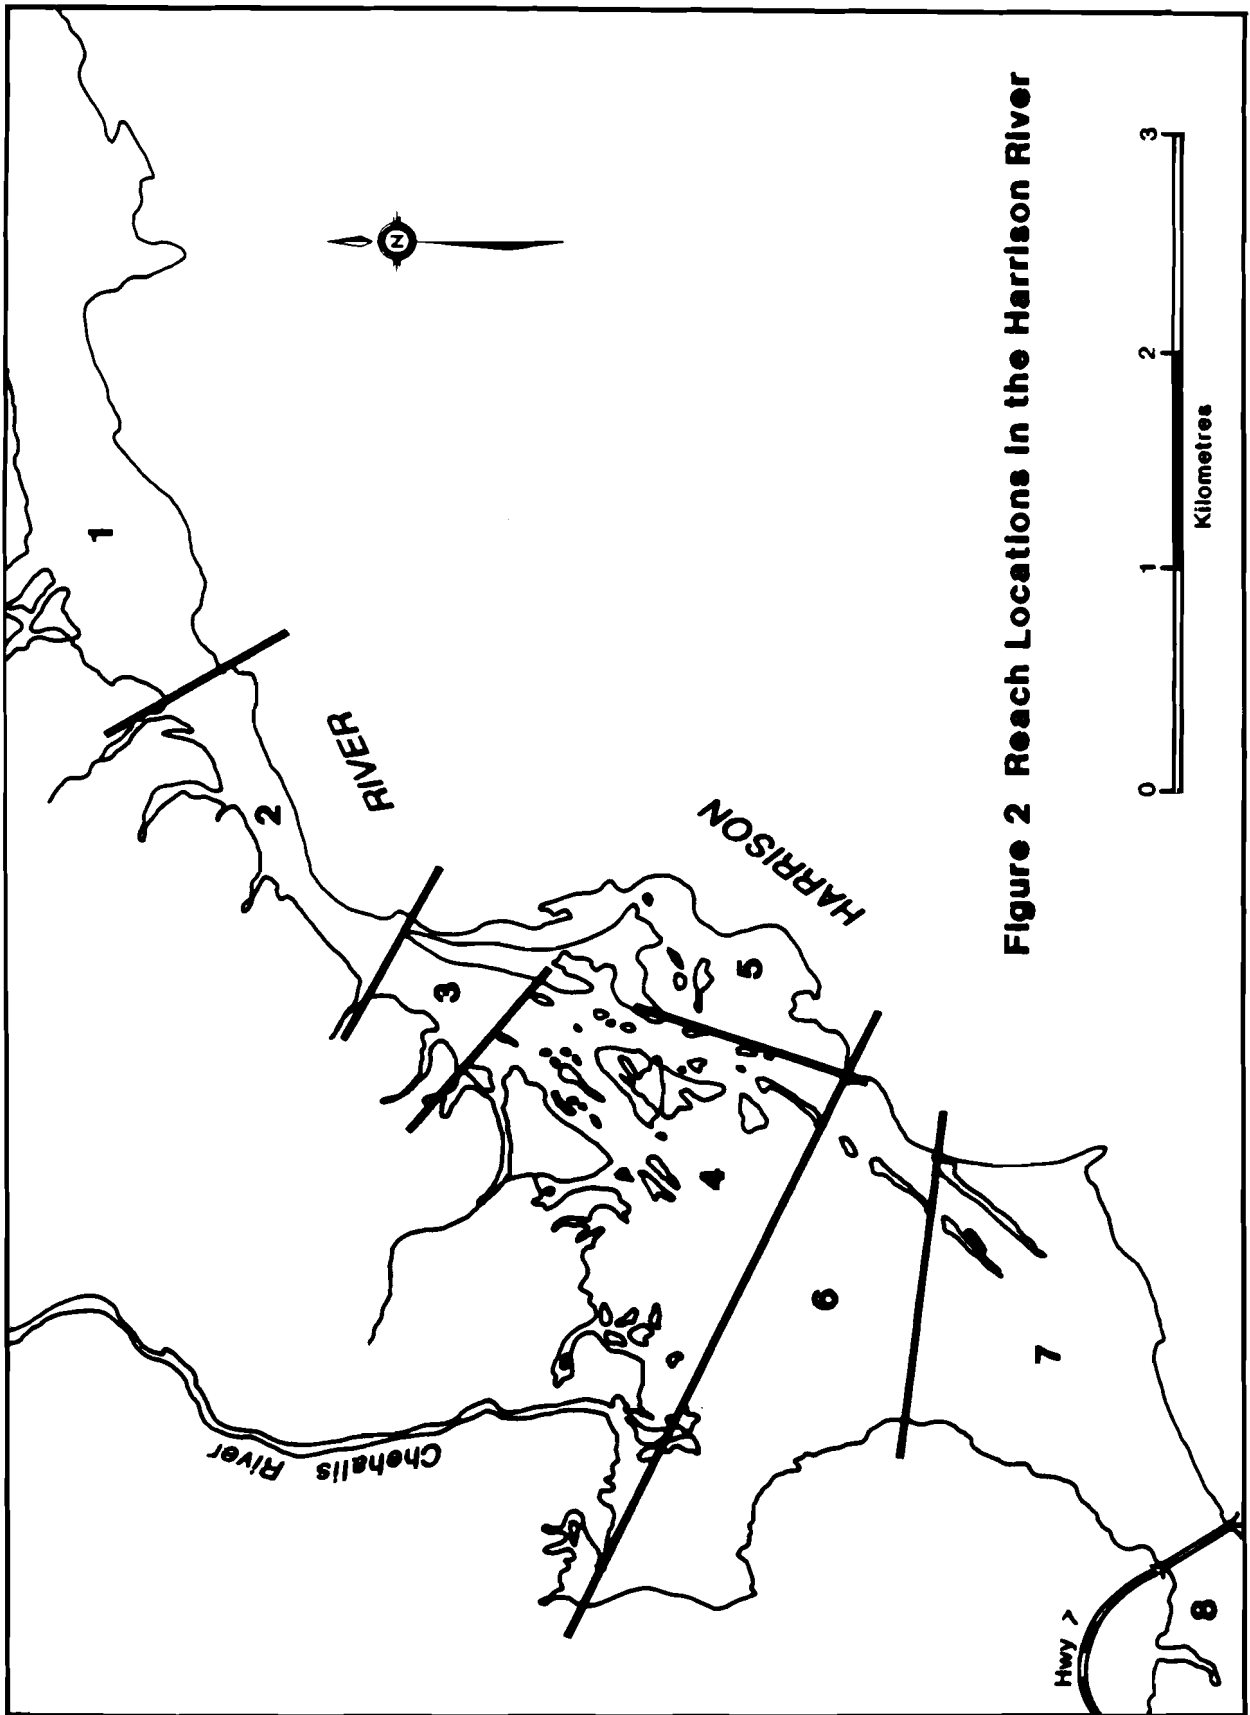 1
2
RIVER
3
HARRISON
5
4
6
7
8
N
Chehalis River
Hwy >
Figure 2 Reach Locations in the Harrison River
0 1 2 3
Kilometres